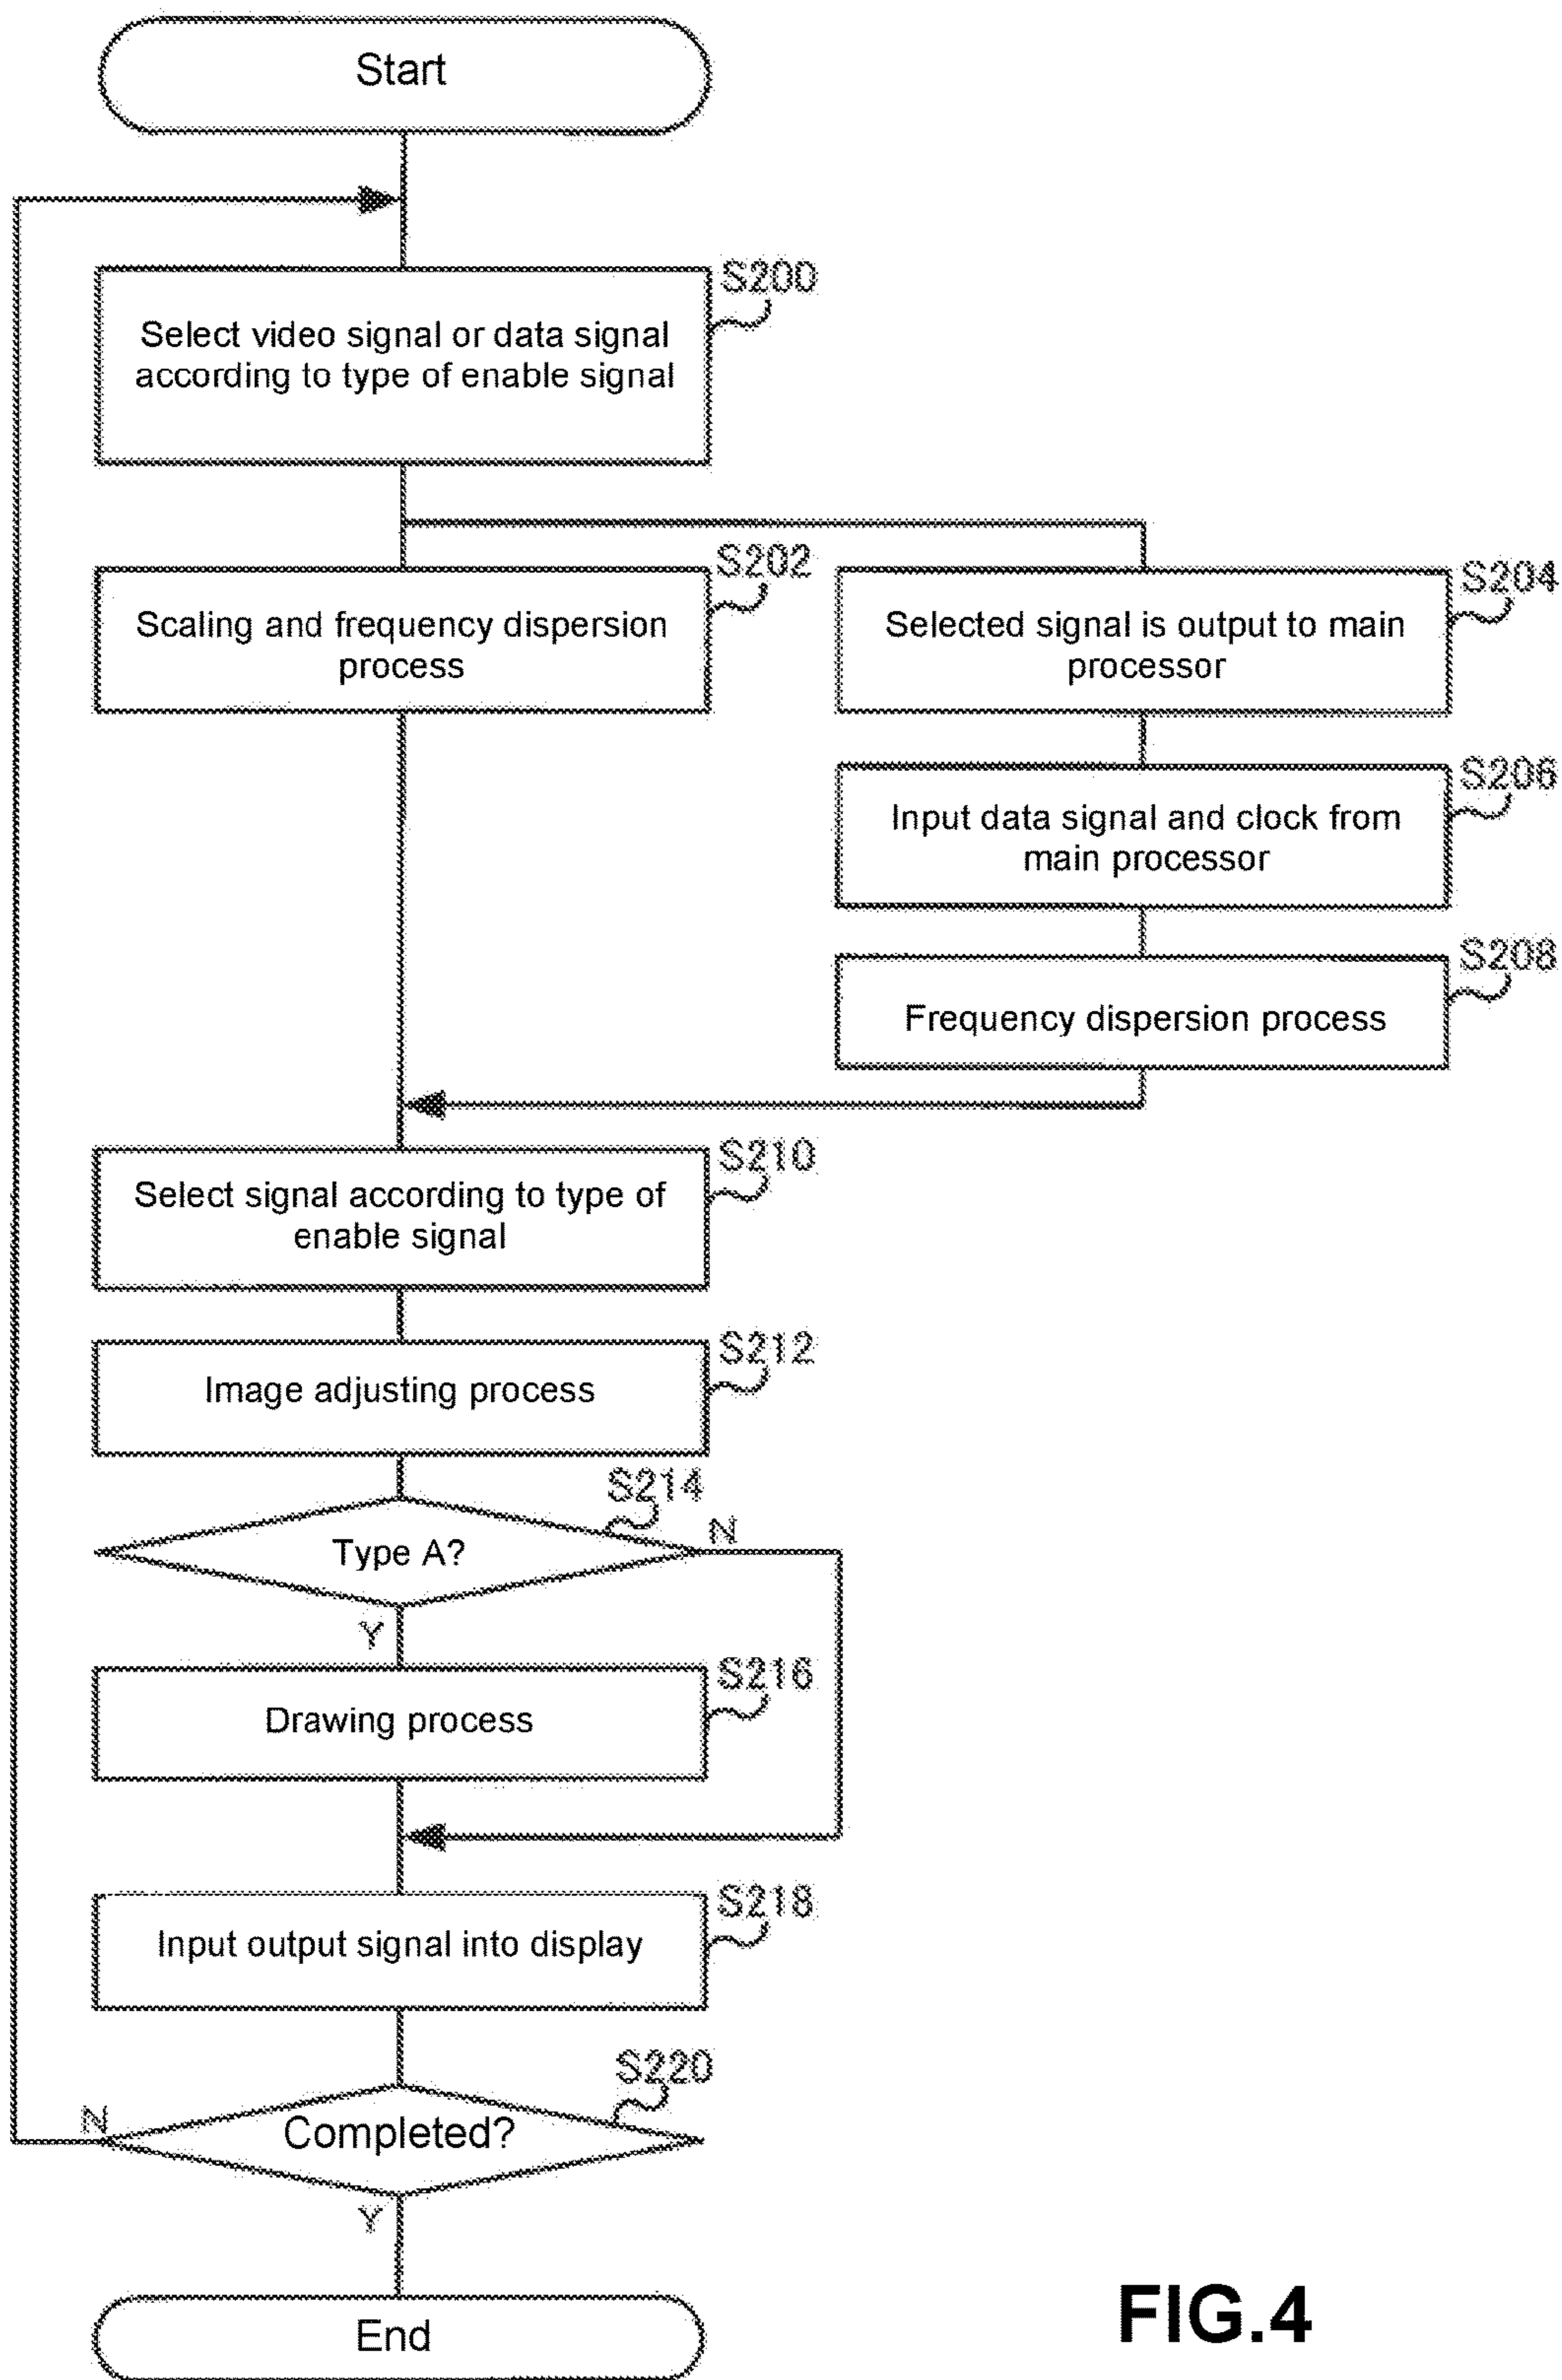 Start
S200
Select video signal or data signal
according to type of enable signal
S202
Scaling and frequency dispersion
process
S204
Selected signal is output to main
processor
S206
Input data signal and clock from
main processor
S208
Frequency dispersion process
S210
Select signal according to type of
enable signal
S212
Image adjusting process
S214
Type A?
N
Y
S216
Drawing process
S218
Input output signal into display
S220
Completed?
N
Y
End
FIG.4